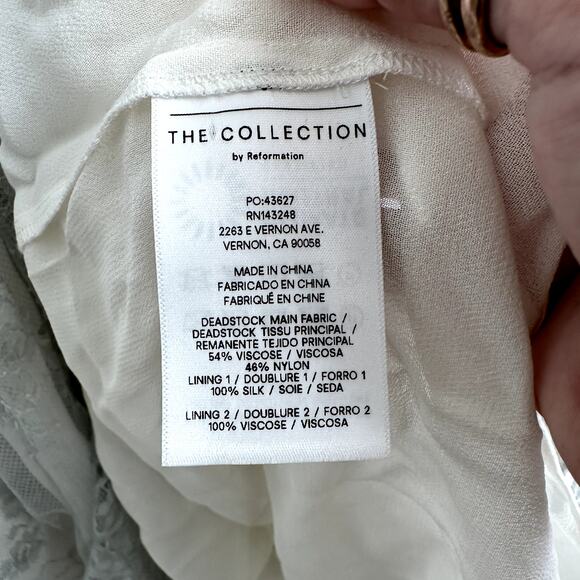 THE COLLECTION
by Reformation
PO:43627
RN143248
2263 E VERNON AVE.
VERNON, CA 90058
MADE IN CHINA
FABRICADO EN CHINA
FABRIQUÉ EN CHINE
DEADSTOCK MAIN FABRIC /
DEADSTOCK TISSU PRINCIPAL /
REMANENTE TEJIDO PRINCIPAL
54% VISCOSE / VISCOSA
46% NYLON
LINING 1 / DOUBLURE 1 / FORRO 1
100% SILK / SOIE / SEDA
LINING 2 / DOUBLURE 2 / FORRO 2
100% VISCOSE / VISCOSA